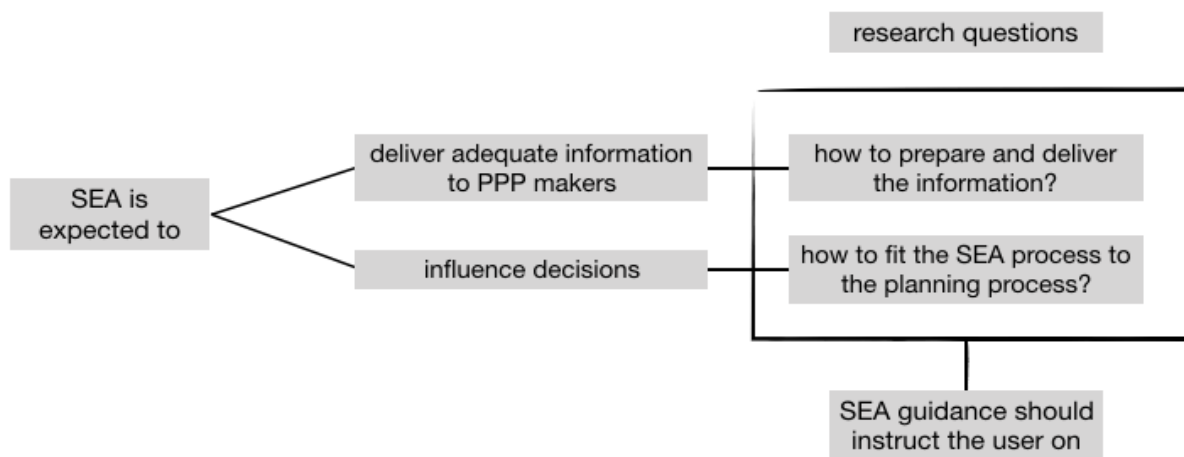 research questions
deliver adequate information
to PPP makers
how to prepare and deliver
the information?
SEA is
expected to
influence decisions
how to fit the SEA process to
the planning process?
SEA guidance should
instruct the user on